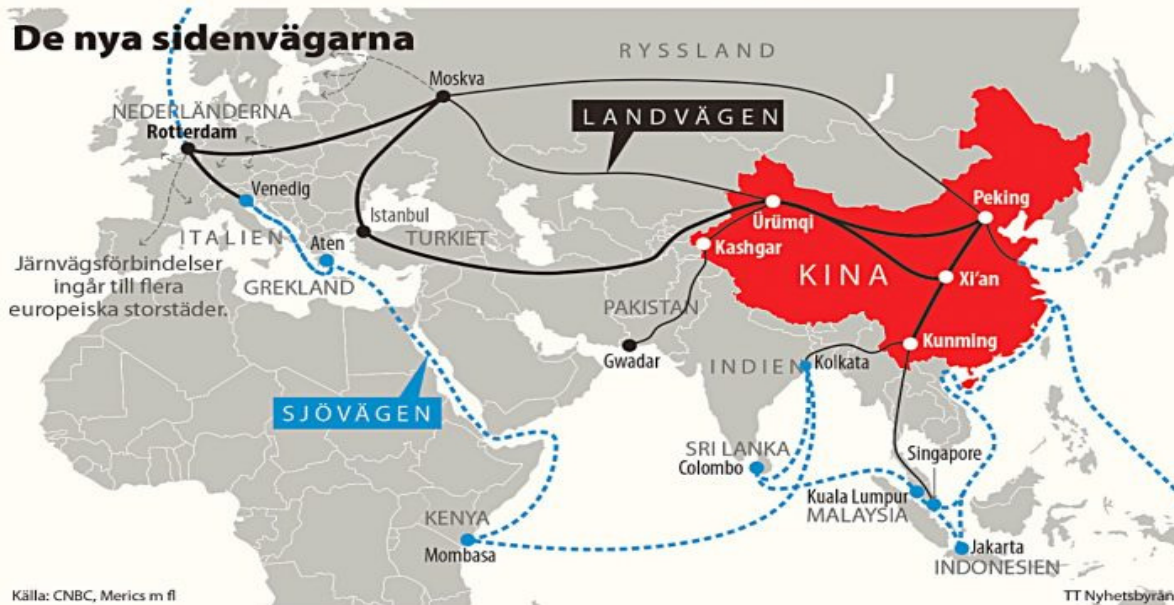 De nya sidenvägarna
RYSSLAND
Moskva
NEDERLÄNDERNA
Rotterdam
LANDVÄGEN
Venedig
Ürümqi
Peking
Istanbul
ITALIEN
TURKIET
Aten
Kashgar
KINA
Xi'an
Järnvägsförbindelser
ingår till flera
europeiska storstäder.
GREKLAND
PAKISTAN
Kunming
Gwadar
INDIEN
Kolkata
SJÖVÄGEN
SRI LANKA
Colombo
Singapore
Kuala Lumpur
MALAYSIA
KENYA
Mombasa
Jakarta
INDONESIEN
Källa: CNBC, Merics m fl
TT Nyhetsbyrån